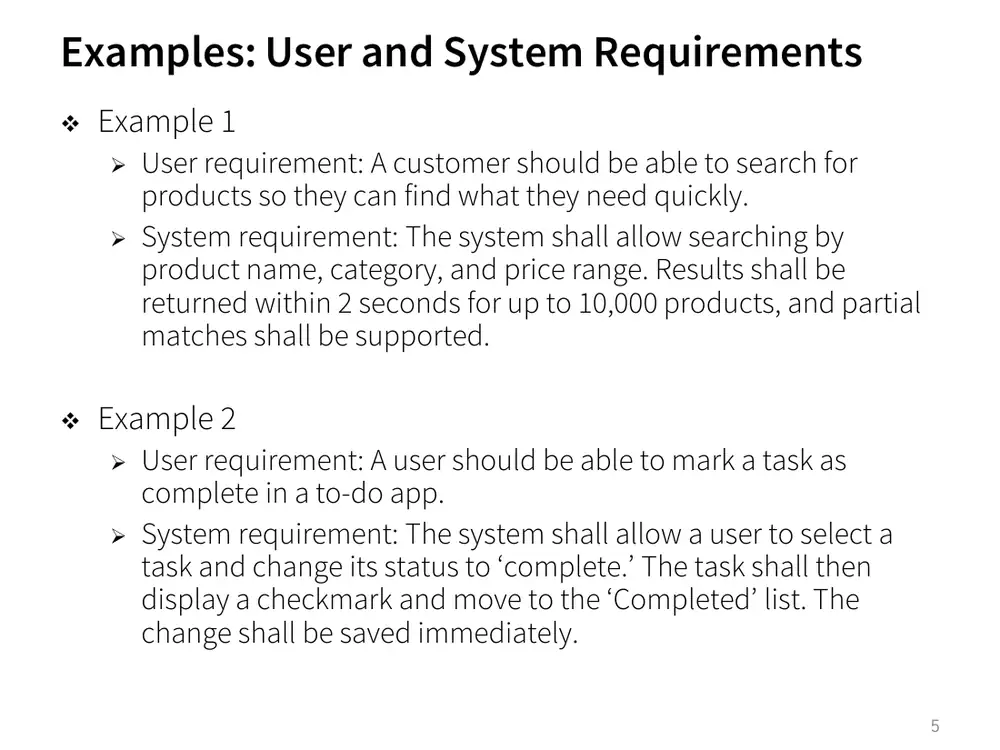 Examples: User and System Requirements
❖ Example 1
➢ User requirement: A customer should be able to search for
products so they can find what they need quickly.
➢ System requirement: The system shall allow searching by
product name, category, and price range. Results shall be
returned within 2 seconds for up to 10,000 products, and partial
matches shall be supported.
❖ Example 2
➢ User requirement: A user should be able to mark a task as
complete in a to-do app.
➢ System requirement: The system shall allow a user to select a
task and change its status to ‘complete.’ The task shall then
display a checkmark and move to the ‘Completed’ list. The
change shall be saved immediately.
5